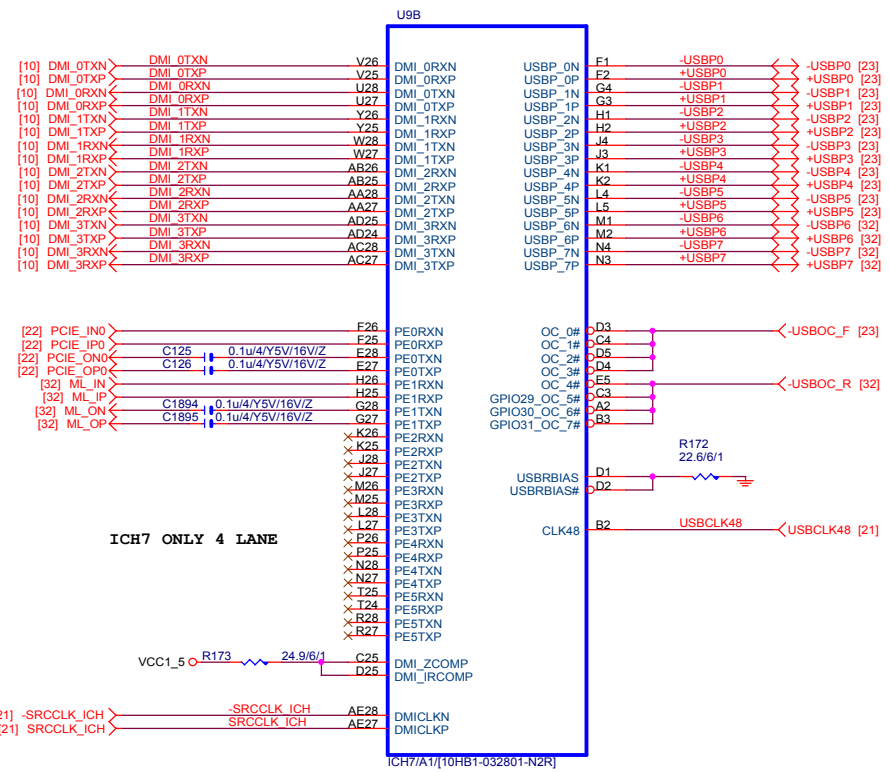 U9B
[10] DMI_0TXN DMI_0TXN V26 DMI_0RXN USBP_0N F1 -USBP0 -USBP0 [23]
[10] DMI_0TXP DMI_0TXP V25 DMI_0RXP USBP_0P F2 +USBP0 +USBP0 [23]
[10] DMI_0RXN DMI_0RXN U28 DMI_0TXN USBP_1N G4 -USBP1 -USBP1 [23]
[10] DMI_0RXP DMI_0RXP U27 DMI_0TXP USBP_1P G3 +USBP1 +USBP1 [23]
[10] DMI_1TXN DMI_1TXN Y26 DMI_1RXN USBP_2N H1 -USBP2 -USBP2 [23]
[10] DMI_1TXP DMI_1TXP Y25 DMI_1RXP USBP_2P H2 +USBP2 +USBP2 [23]
[10] DMI_1RXN DMI_1RXN W28 DMI_1TXN USBP_3N J4 -USBP3 -USBP3 [23]
[10] DMI_1RXP DMI_1RXP W27 DMI_1TXP USBP_3P J3 +USBP3 +USBP3 [23]
[10] DMI_2TXN DMI_2TXN AB26 DMI_2RXN USBP_4N K1 -USBP4 -USBP4 [23]
[10] DMI_2TXP DMI_2TXP AB25 DMI_2RXP USBP_4P K2 +USBP4 +USBP4 [23]
[10] DMI_2RXN DMI_2RXN AA28 DMI_2TXN USBP_5N L4 -USBP5 -USBP5 [23]
[10] DMI_2RXP DMI_2RXP AA27 DMI_2TXP USBP_5P L5 +USBP5 +USBP5 [23]
[10] DMI_3TXN DMI_3TXN AD25 DMI_3RXN USBP_6N M1 -USBP6 -USBP6 [32]
[10] DMI_3TXP DMI_3TXP AD24 DMI_3RXP USBP_6P M2 +USBP6 +USBP6 [32]
[10] DMI_3RXN DMI_3RXN AC28 DMI_3TXN USBP_7N N4 -USBP7 -USBP7 [32]
[10] DMI_3RXP DMI_3RXP AC27 DMI_3TXP USBP_7P N3 +USBP7 +USBP7 [32]
[22] PCIE_IN0 F26 PE0RXN OC_0# D3 -USBOC_F [23]
[22] PCIE_IP0 F25 PE0RXP OC_1# C4
[22] PCIE_ON0 C125 0.1u/4/Y5V/16V/Z E28 PE0TXN OC_2# D5
[22] PCIE_OP0 C126 0.1u/4/Y5V/16V/Z E27 PE0TXP OC_3# D4
[32] ML_IN H26 PE1RXN OC_4# E5 -USBOC_R [32]
[32] ML_IP H25 PE1RXP GPIO29_OC_5# C3
[32] ML_ON C1894 0.1u/4/Y5V/16V/Z G28 PE1TXN GPIO30_OC_6# A2
[32] ML_OP C1895 0.1u/4/Y5V/16V/Z G27 PE1TXP GPIO31_OC_7# B3
K26 PE2RXN
K25 PE2RXP R172
J28 PE2TXN 22.6/6/1
J27 PE2TXP USBRBIAS D1
M26 PE3RXN USBRBIAS# D2
M25 PE3RXP
L28 PE3TXN
L27 PE3TXP CLK48 B2 USBCLK48 USBCLK48 [21]
ICH7 ONLY 4 LANE P26 PE4RXN
P25 PE4RXP
N28 PE4TXN
N27 PE4TXP
T25 PE5RXN
T24 PE5RXP
R28 PE5TXN
R27 PE5TXP
VCC1_5 R173 24.9/6/1 C25 DMI_ZCOMP
D25 DMI_IRCOMP
21] -SRCCLK_ICH -SRCCLK_ICH AE28 DMICLKN
[21] SRCCLK_ICH SRCCLK_ICH AE27 DMICLKP
ICH7/A1/[10HB1-032801-N2R]